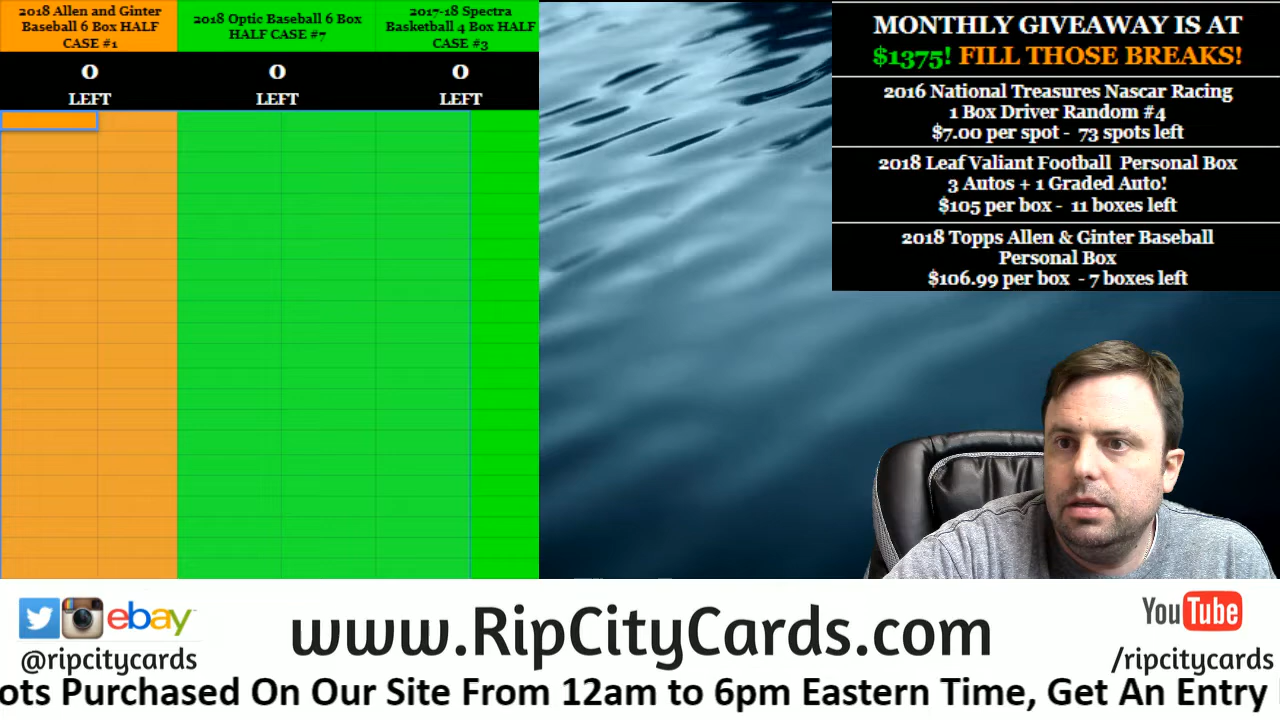 2018 Allen and Ginter
Baseball 6 Box HALF
CASE #1
2018 Optic Baseball 6 Box
HALF CASE #7
2017-18 Spectra
Basketball 4 Box HALF
CASE #3
0
LEFT
0
LEFT
0
LEFT
MONTHLY GIVEAWAY IS AT
$1375! FILL THOSE BREAKS!
2016 National Treasures Nascar Racing
1 Box Driver Random #4
$7.00 per spot - 73 spots left
2018 Leaf Valiant Football Personal Box
3 Autos + 1 Graded Auto!
$105 per box - 11 boxes left
2018 Topps Allen & Ginter Baseball
Personal Box
$106.99 per box - 7 boxes left
ebay
@ripcitycards
www.RipCityCards.com
YouTube
/ripcitycards
ots Purchased On Our Site From 12am to 6pm Eastern Time, Get An Entry